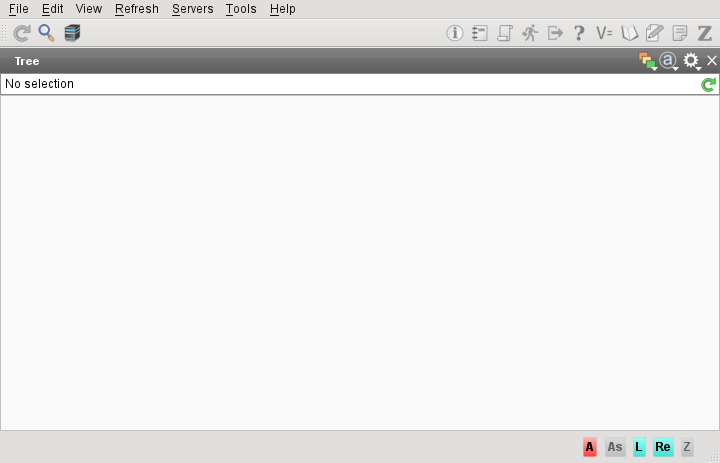 File Edit View Refresh Servers Tools Help
i ? V= Z
Tree
a
No selection
A As L Re Z